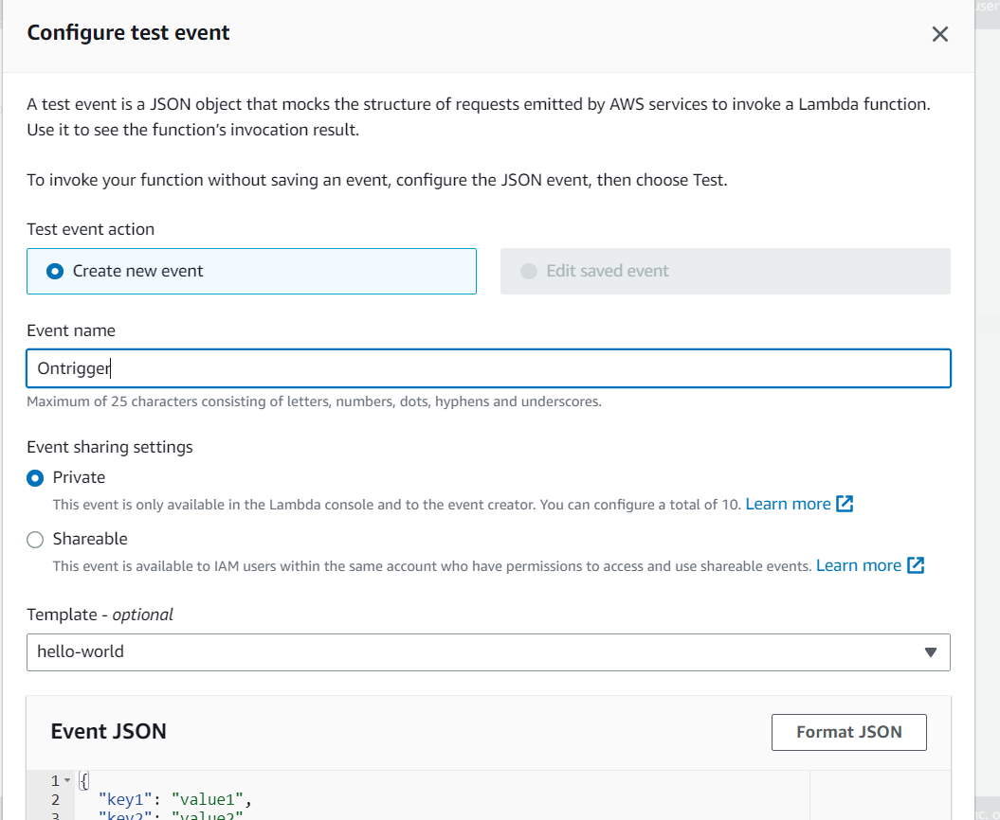 Configure test event
A test event is a JSON object that mocks the structure of requests emitted by AWS services to invoke a Lambda function.
Use it to see the function’s invocation result.
To invoke your function without saving an event, configure the JSON event, then choose Test.
Test event action
Create new event
Edit saved event
Event name
Ontrigger
Maximum of 25 characters consisting of letters, numbers, dots, hyphens and underscores.
Event sharing settings
Private
This event is only available in the Lambda console and to the event creator. You can configure a total of 10. Learn more
Shareable
This event is available to IAM users within the same account who have permissions to access and use shareable events. Learn more
Template - optional
hello-world
Event JSON
Format JSON
1 {
2 "key1": "value1",
3 "key2": "value2"